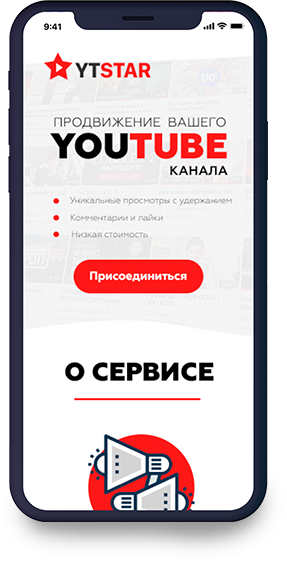 9:41
YTSTAR
ПРОДВИЖЕНИЕ ВАШЕГО
YOUTUBE
КАНАЛА
Уникальные просмотры с удержанием
Комментарии и лайки
Низкая стоимость
Присоединиться
О СЕРВИСЕ